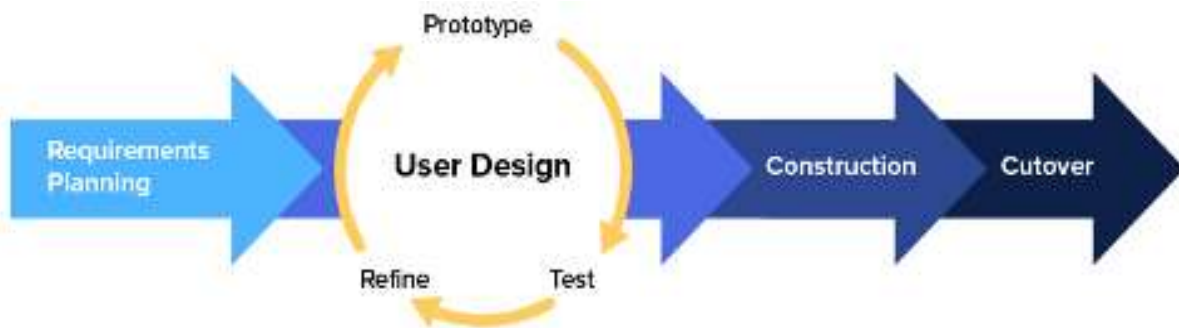 Prototype
Requirements
Planning
User Design
Construction
Cutover
Refine
Test